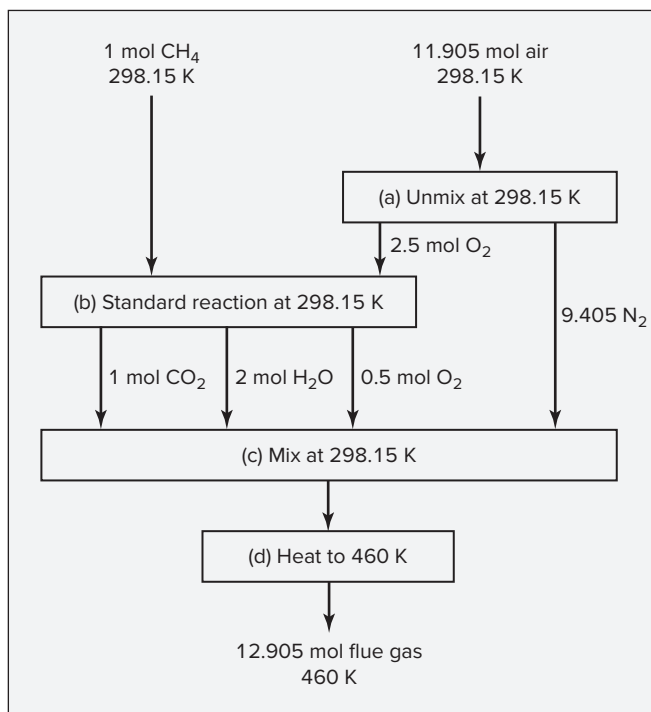 1 mol CH₄
298.15 K
11.905 mol air
298.15 K
(a) Unmix at 298.15 K
2.5 mol O₂
(b) Standard reaction at 298.15 K
9.405 N₂
1 mol CO₂
2 mol H₂O
0.5 mol O₂
(c) Mix at 298.15 K
(d) Heat to 460 K
12.905 mol flue gas
460 K